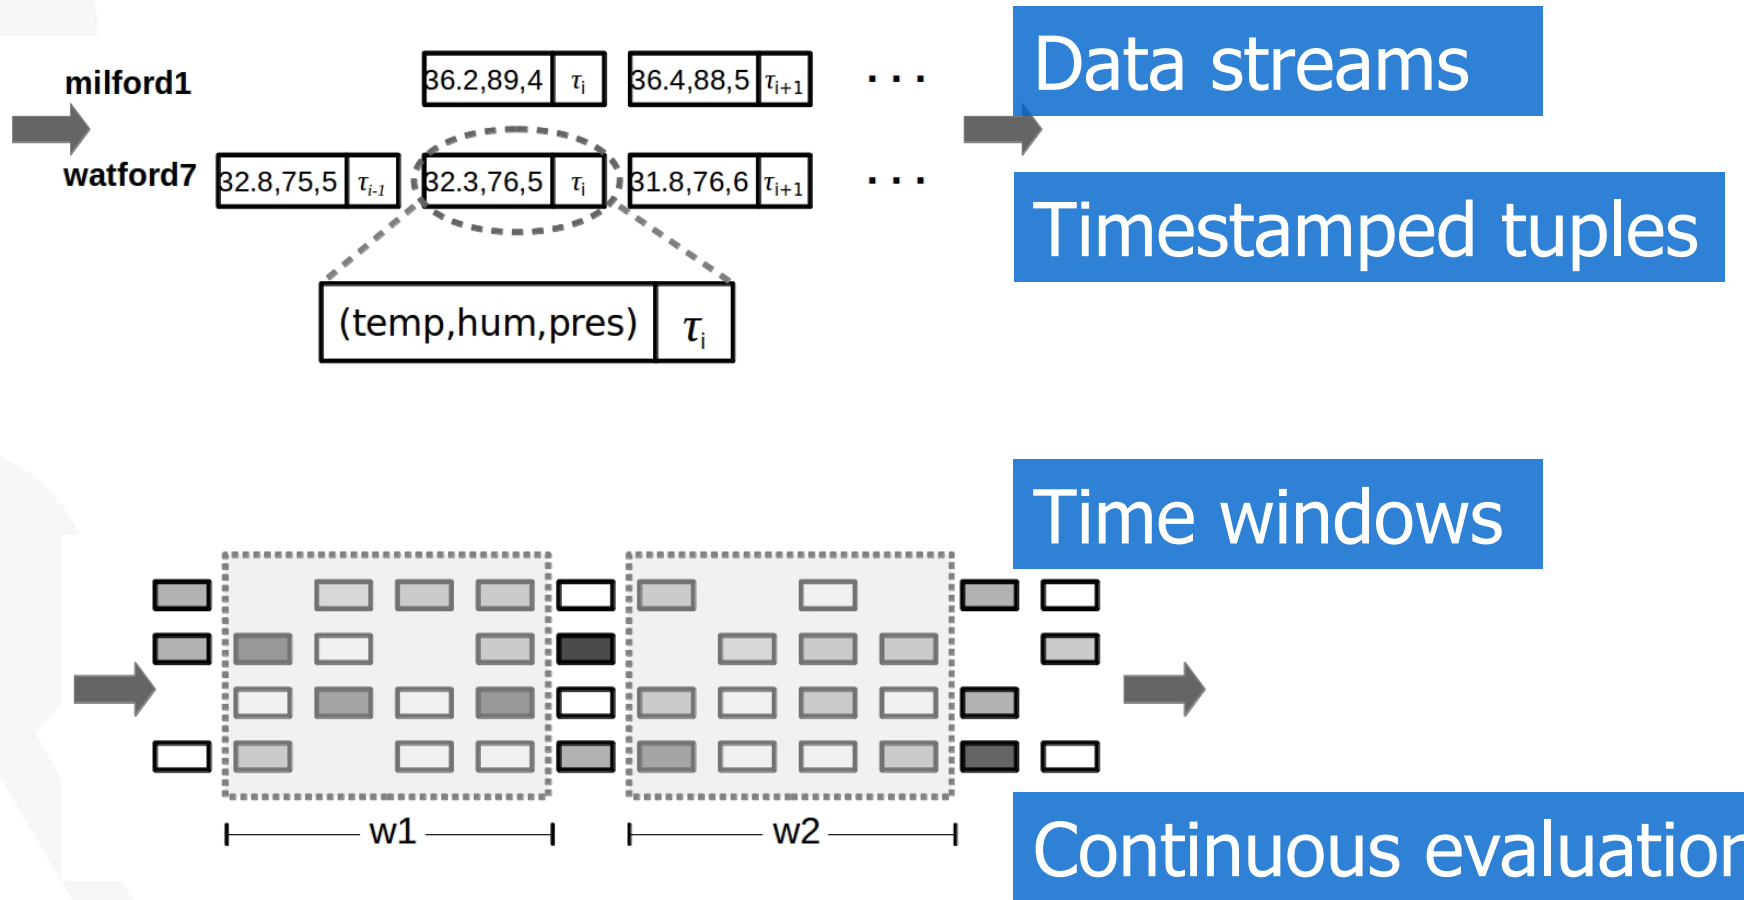 Data streams
milford1 36.2,89,4 τi 36.4,88,5 τi+1 ...
watford7 32.8,75,5 τi-1 32.3,76,5 τi 31.8,76,6 τi+1 ...
Timestamped tuples
(temp,hum,pres) τi
Time windows
w1 w2
Continuous evaluation